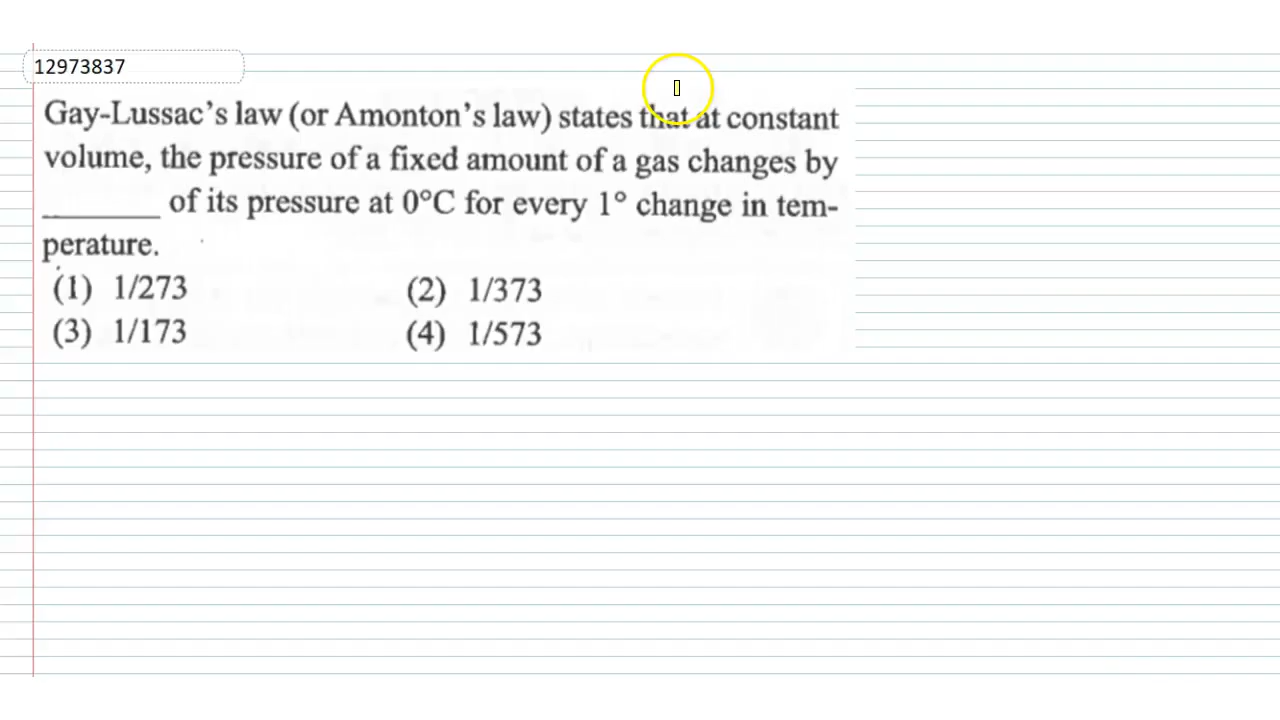 12973837
Gay-Lussac's law (or Amonton's law) states that at constant
volume, the pressure of a fixed amount of a gas changes by
________ of its pressure at 0°C for every 1° change in tem-
perature.
(1) 1/273 (2) 1/373
(3) 1/173 (4) 1/573